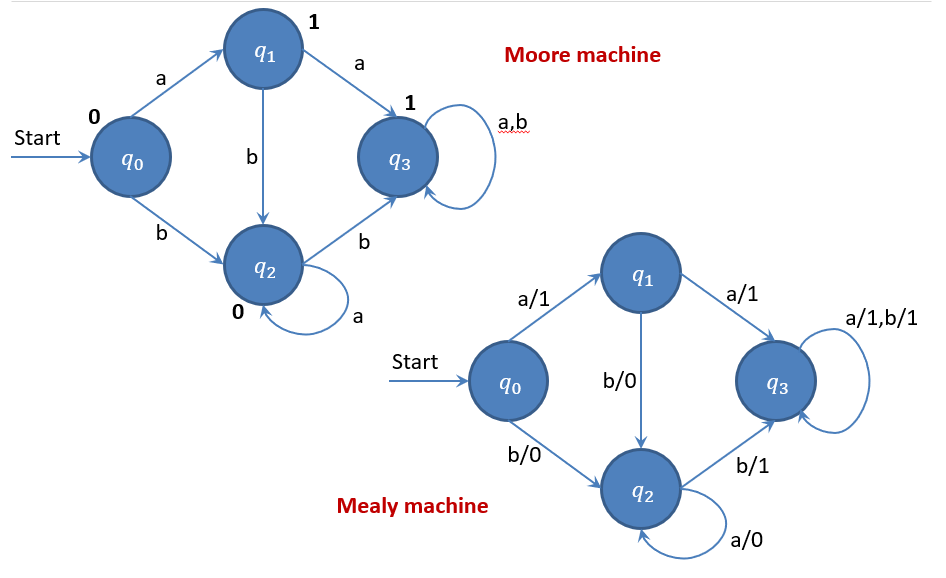 1
q₁
Moore machine
a
a
0
1
Start
a,b
q₀
b
q₃
b
b
q₂
0
a
q₁
a/1
a/1
a/1,b/1
Start
q₀
b/0
q₃
b/0
b/1
q₂
Mealy machine
a/0